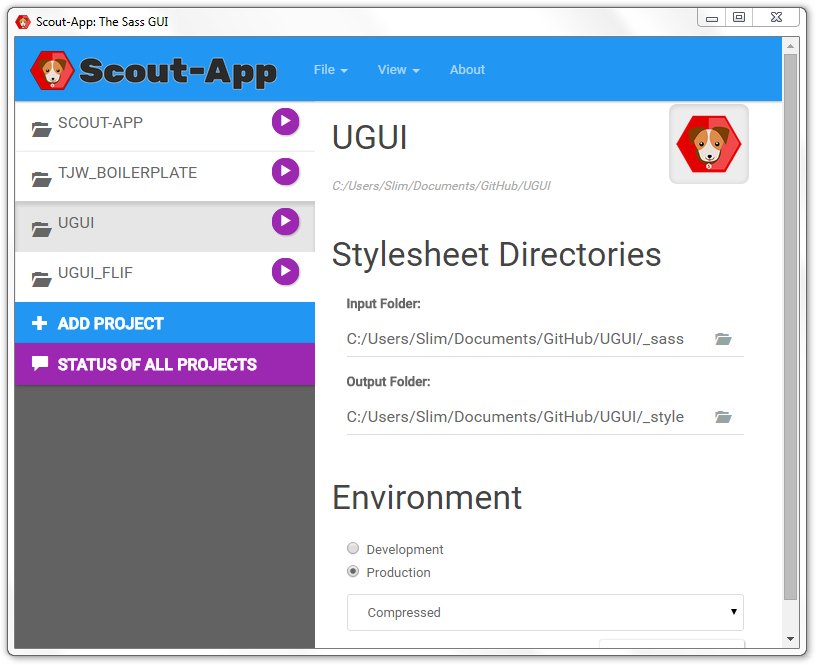 Scout-App: The Sass GUI
Scout-App
File
View
About
SCOUT-APP
TJW_BOILERPLATE
UGUI
UGUI_FLIF
ADD PROJECT
STATUS OF ALL PROJECTS
UGUI
C:/Users/Slim/Documents/GitHub/UGUI
Stylesheet Directories
Input Folder:
C:/Users/Slim/Documents/GitHub/UGUI/_sass
Output Folder:
C:/Users/Slim/Documents/GitHub/UGUI/_style
Environment
Development
Production
Compressed